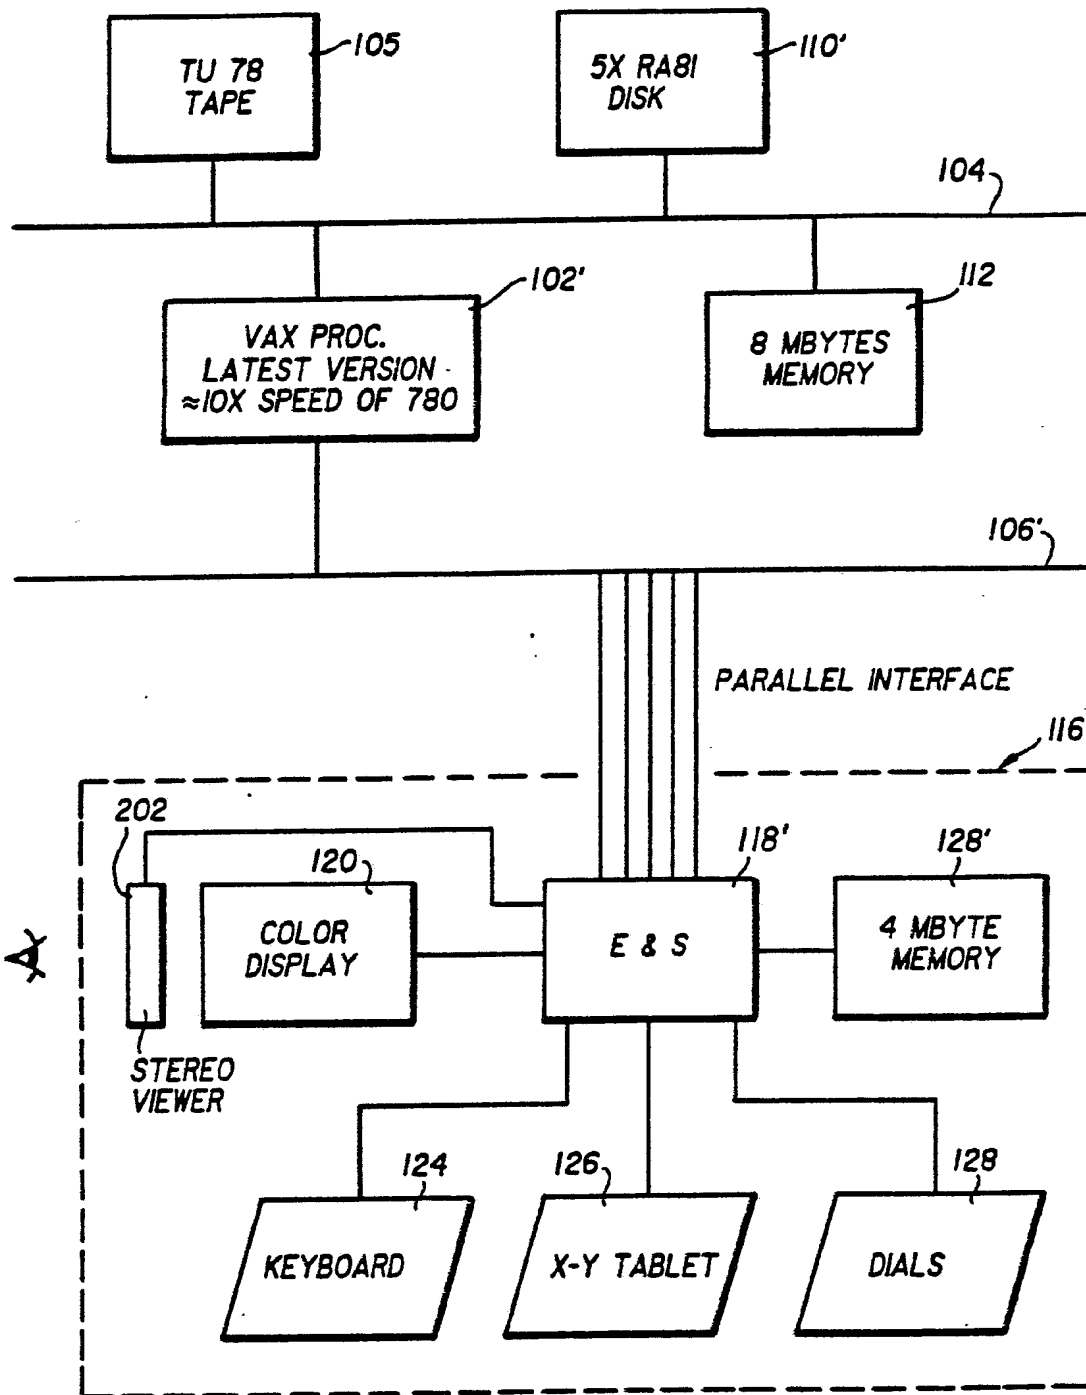 TU 78
TAPE
105
5X RA81
DISK
110'
104
VAX PROC.
LATEST VERSION
≈10X SPEED OF 780
102'
8 MBYTES
MEMORY
112
106'
PARALLEL INTERFACE
116
202
120
118'
128'
COLOR
DISPLAY
E & S
4 MBYTE
MEMORY
STEREO
VIEWER
124
126
128
KEYBOARD
X-Y TABLET
DIALS